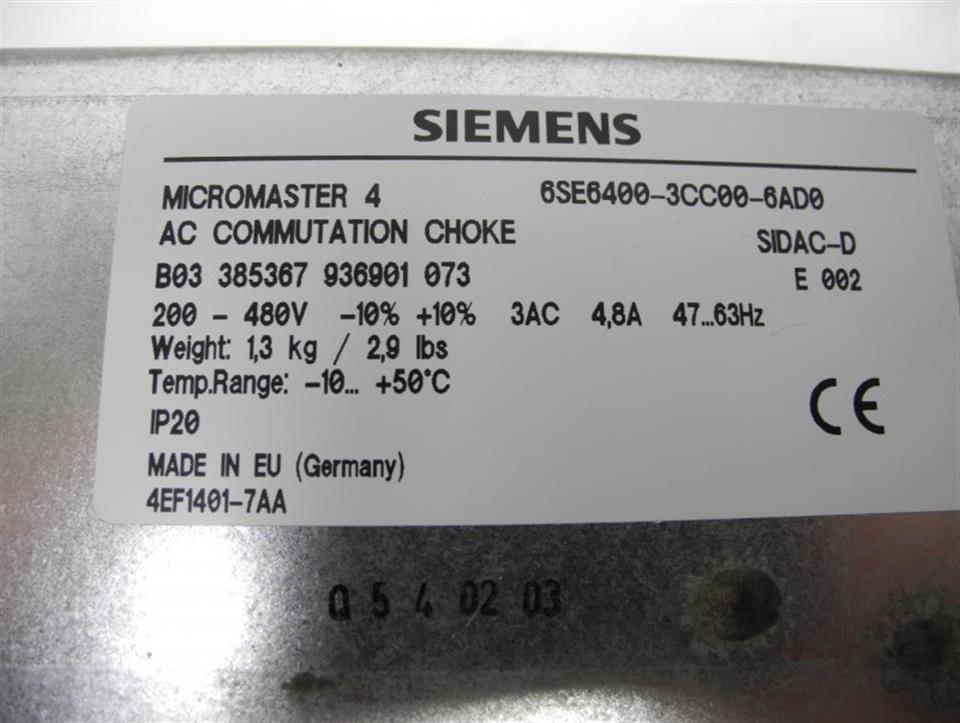 SIEMENS
MICROMASTER 4 6SE6400-3CC00-6AD0
AC COMMUTATION CHOKE SIDAC-D
B03 385367 936901 073 E 002
200 - 480V -10% +10% 3AC 4,8A 47...63Hz
Weight: 1,3 kg / 2,9 lbs
Temp.Range: -10... +50°C
IP20 CE
MADE IN EU (Germany)
4EF1401-7AA
Q 5 4 02 03